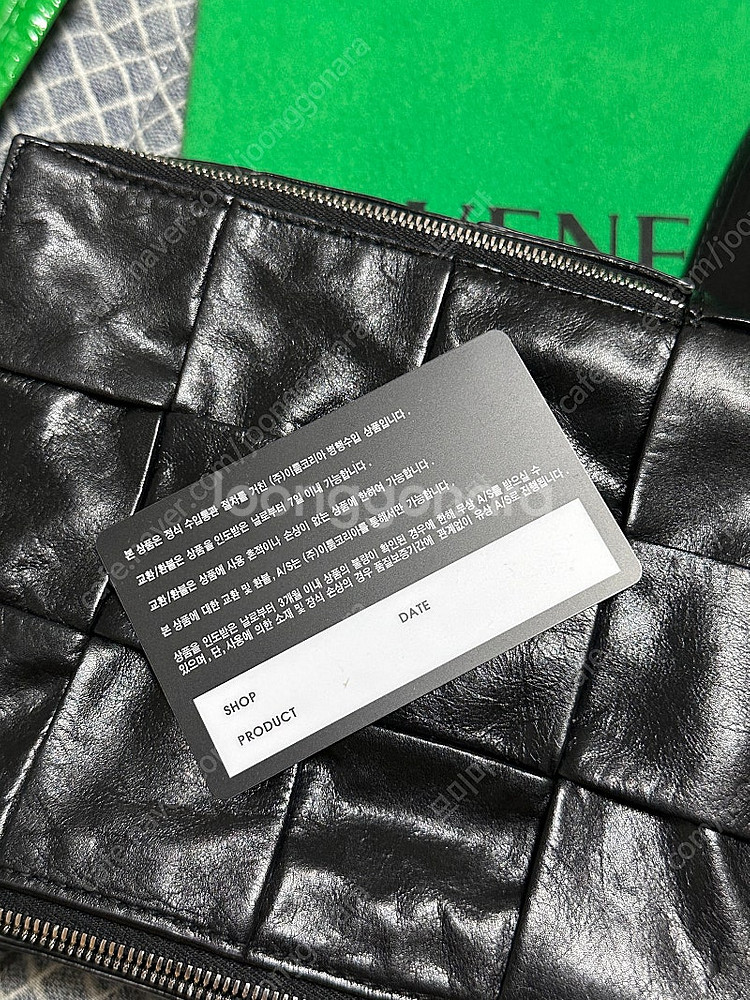 VENE
본 상품은 정식 수입통관 절차를 거친 (주)이룸코리아 병행수입 상품입니다.
교환/환불은 상품을 인도받은 날로부터 7일 이내 가능합니다.
교환/환불은 상품에 사용 흔적이나 손상이 없는 상품에 한하여 가능합니다.
본 상품에 대한 교환 및 환불, A/S는 (주)이룸코리아를 통해서만 가능합니다.
상품을 인도받은 날로부터 3개월 이내 상품의 불량이 확인된 경우에 한해 무상 A/S를 받으실 수
있으며, 단, 사용에 의한 소재 및 장식 손상의 경우 품질보증기간에 관계없이 유상 A/S로 진행됩니다.
DATE
SHOP
PRODUCT
Joonggonara
cafe.naver.com/joonggonara